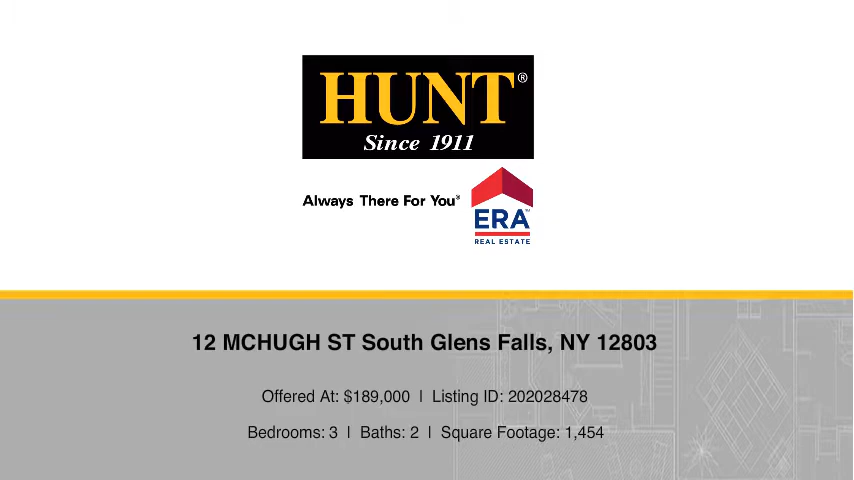 HUNT®
Since 1911
Always There For You®
ERA™
REAL ESTATE
12 MCHUGH ST South Glens Falls, NY 12803
Offered At: $189,000 | Listing ID: 202028478
Bedrooms: 3 | Baths: 2 | Square Footage: 1,454